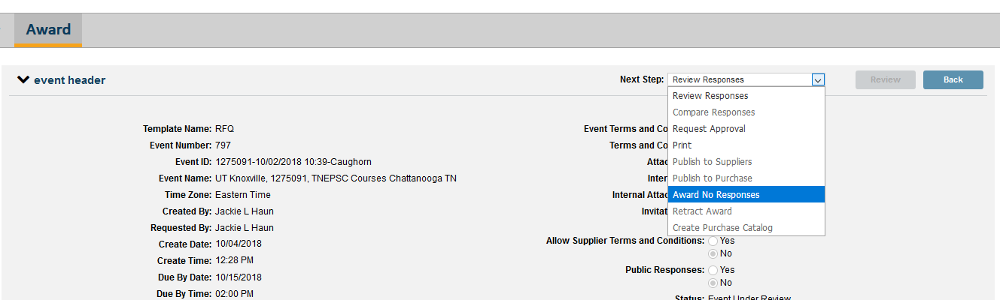 Award
event header
Next Step: Review Responses
Review
Back
Review Responses
Compare Responses
Request Approval
Print
Publish to Suppliers
Publish to Purchase
Award No Responses
Retract Award
Create Purchase Catalog
Template Name: RFQ
Event Number: 797
Event ID: 1275091-10/02/2018 10:39-Caughorn
Event Name: UT Knoxville, 1275091, TNEPSC Courses Chattanooga TN
Time Zone: Eastern Time
Created By: Jackie L Haun
Requested By: Jackie L Haun
Create Date: 10/04/2018
Create Time: 12:28 PM
Due By Date: 10/15/2018
Due By Time: 02:00 PM
Event Terms and Co
Terms and Co
Attac
Inter
Internal Attac
Invitat
Allow Supplier Terms and Conditions: Yes
No
Public Responses: Yes
No
Status: Event Under Review